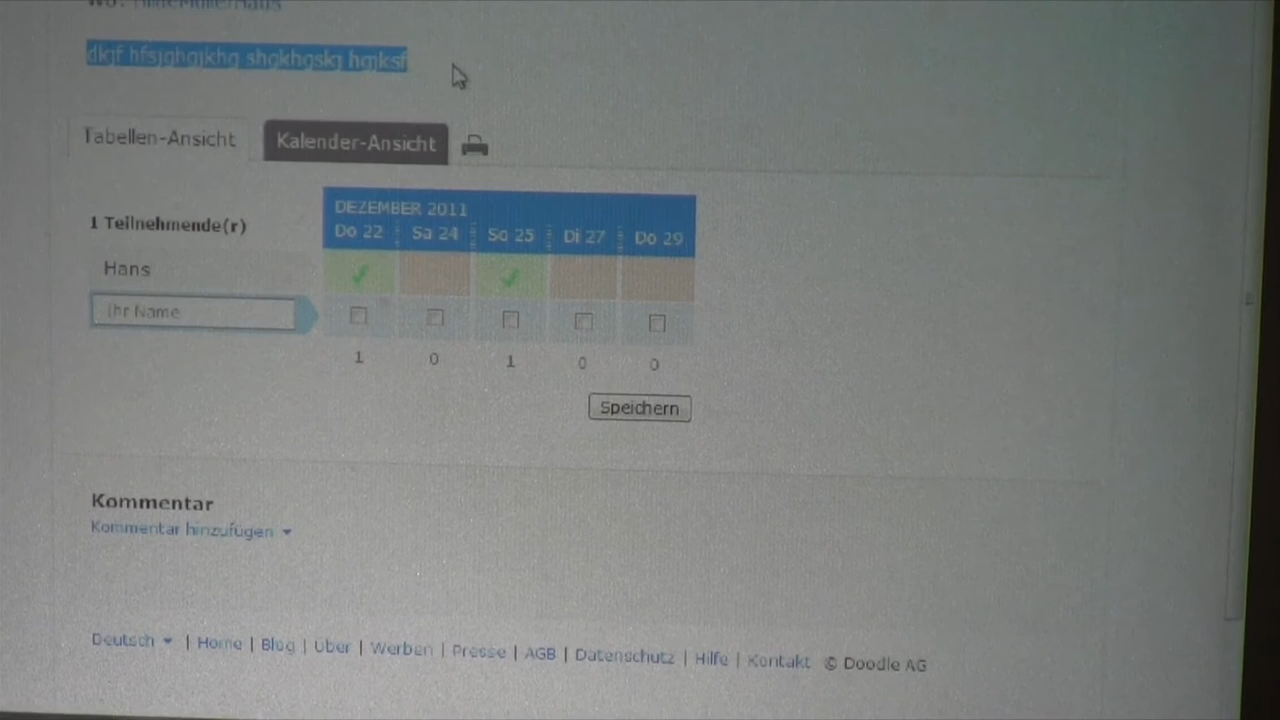 dkjf hfsjghgjkhg shgkhgskj hgjksf
Tabellen-Ansicht Kalender-Ansicht
DEZEMBER 2011
1 Teilnehmende(r) Do 22 Sa 24 So 25 Di 27 Do 29
Hans
Ihr Name
1 0 1 0 0
Speichern
Kommentar
Kommentar hinzufügen
Deutsch | Home | Blog | Über | Werben | Presse | AGB | Datenschutz | Hilfe | Kontakt © Doodle AG